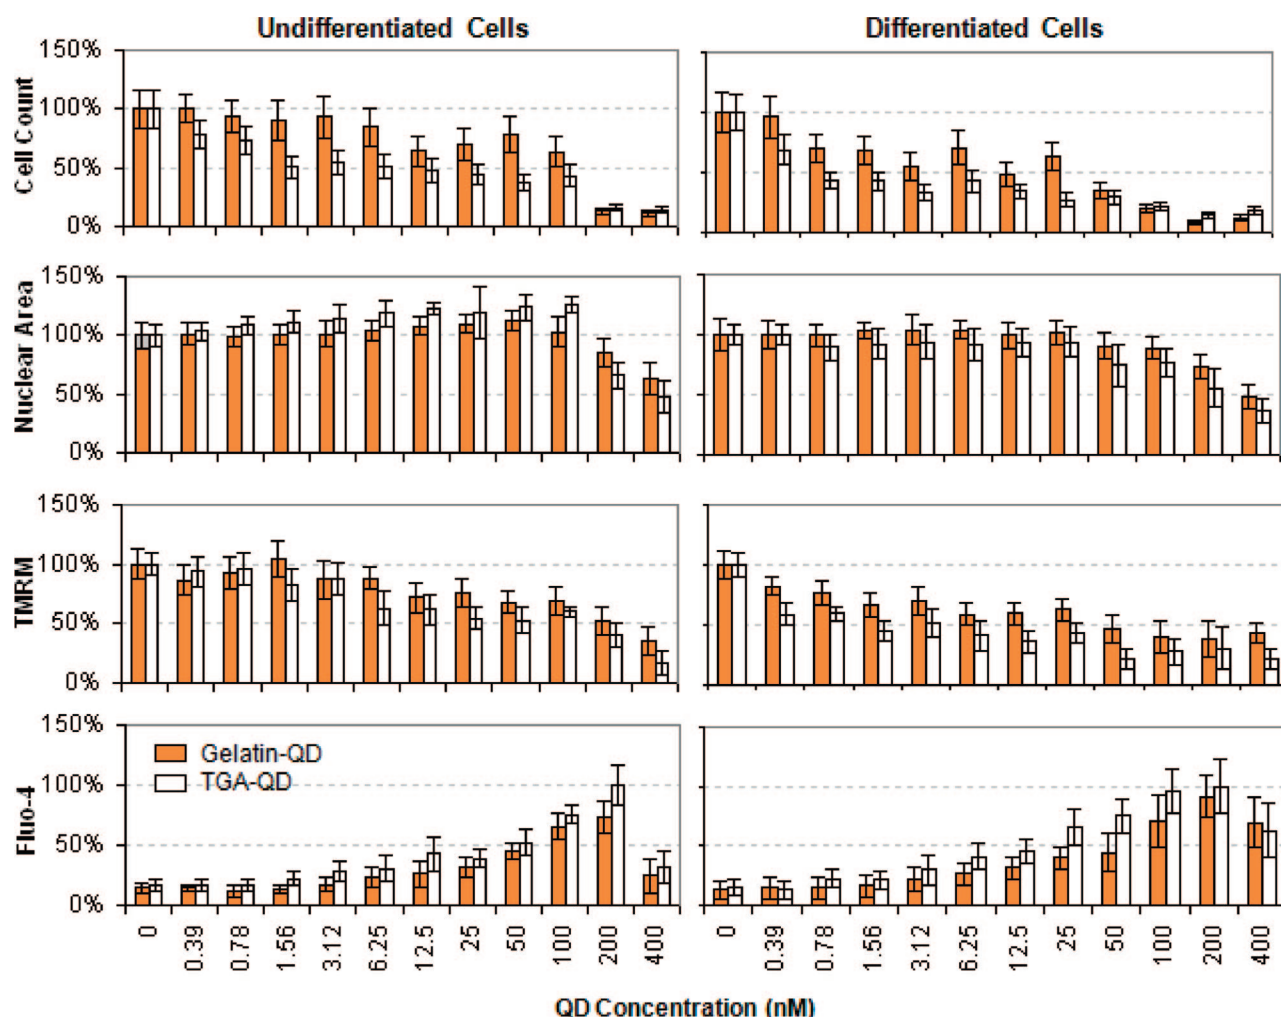 Undifferentiated Cells
Differentiated Cells
Cell Count
150%
100%
50%
0%
Nuclear Area
150%
100%
50%
0%
TMRM
150%
100%
50%
0%
Fluo-4
150%
100%
50%
0%
Gelatin-QD
TGA-QD
0 0.39 0.78 1.56 3.12 6.25 12.5 25 50 100 200 400
0 0.39 0.78 1.56 3.12 6.25 12.5 25 50 100 200 400
QD Concentration (nM)